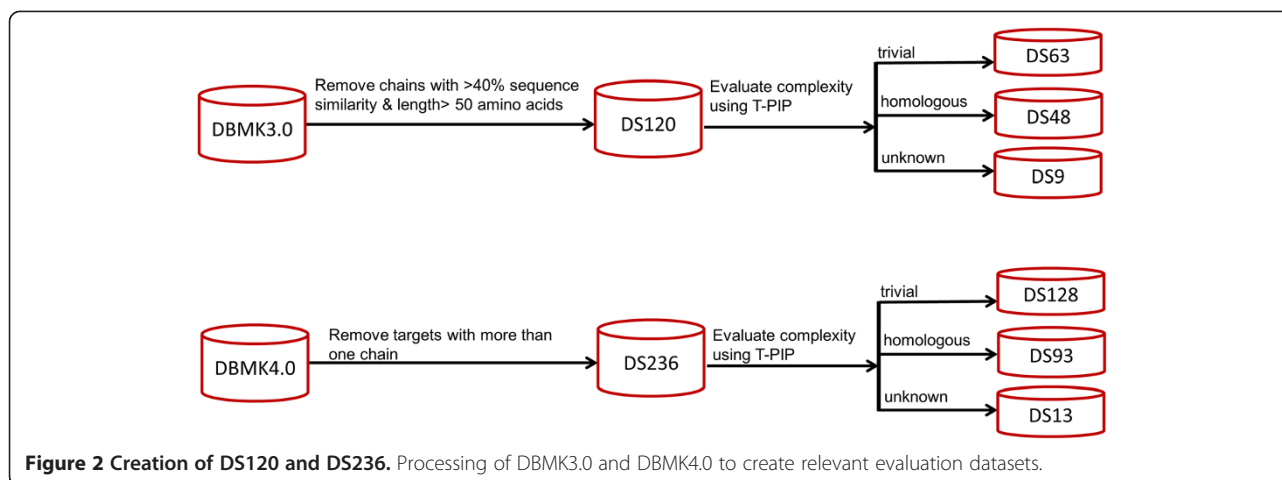 Remove chains with >40% sequence
similarity & length> 50 amino acids
Evaluate complexity
using T-PIP
trivial
homologous
unknown
DBMK3.0
DS120
DS63
DS48
DS9
Remove targets with more than
one chain
Evaluate complexity
using T-PIP
trivial
homologous
unknown
DBMK4.0
DS236
DS128
DS93
DS13
Figure 2 Creation of DS120 and DS236. Processing of DBMK3.0 and DBMK4.0 to create relevant evaluation datasets.